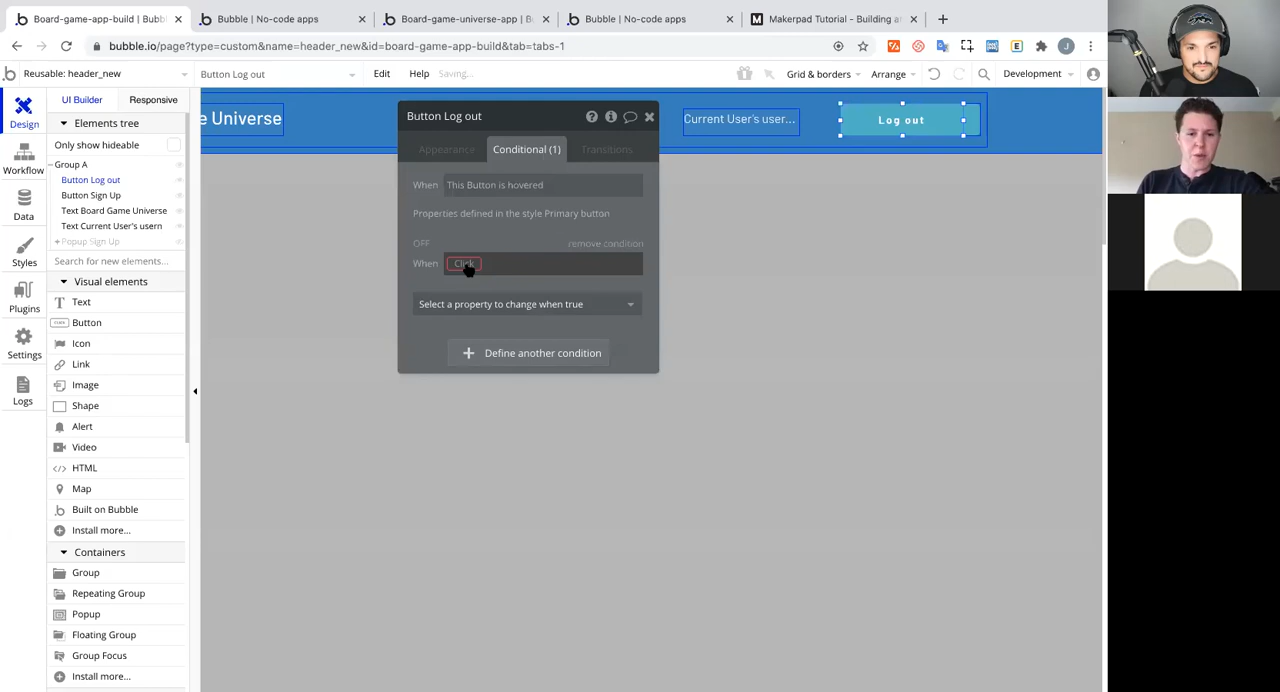 Board-game-app-build | Bubb
Bubble | No-code apps
Board-game-universe-app | B
Bubble | No-code apps
Makerpad Tutorial - Building a
bubble.io/page?type=custom&name=header_new&id=board-game-app-build&tab=tabs-1
Reusable: header_new
Button Log out
Edit
Help
Saving...
Grid & borders
Arrange
Development
UI Builder
Responsive
Design
Workflow
Data
Styles
Plugins
Settings
Logs
Elements tree
Only show hideable
Group A
Button Log out
Button Sign Up
Text Board Game Universe
Text Current User's usern
+ Popup Sign Up
Search for new elements...
Visual elements
Text
Button
Icon
Link
Image
Shape
Alert
Video
</> HTML
Map
Built on Bubble
Install more...
Containers
Group
Repeating Group
Popup
Floating Group
Group Focus
Install more...
e Universe
Current User's user...
Log out
Button Log out
Appearance
Conditional (1)
Transitions
When This Button is hovered
Properties defined in the style Primary button
OFF
remove condition
When Click
Select a property to change when true
Define another condition